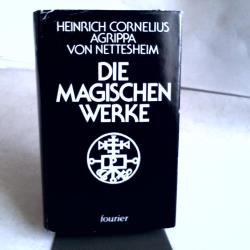 HEINRICH CORNELIUS
AGRIPPA
VON NETTESHEIM
DIE
MAGISCHEN
WERKE
fourier